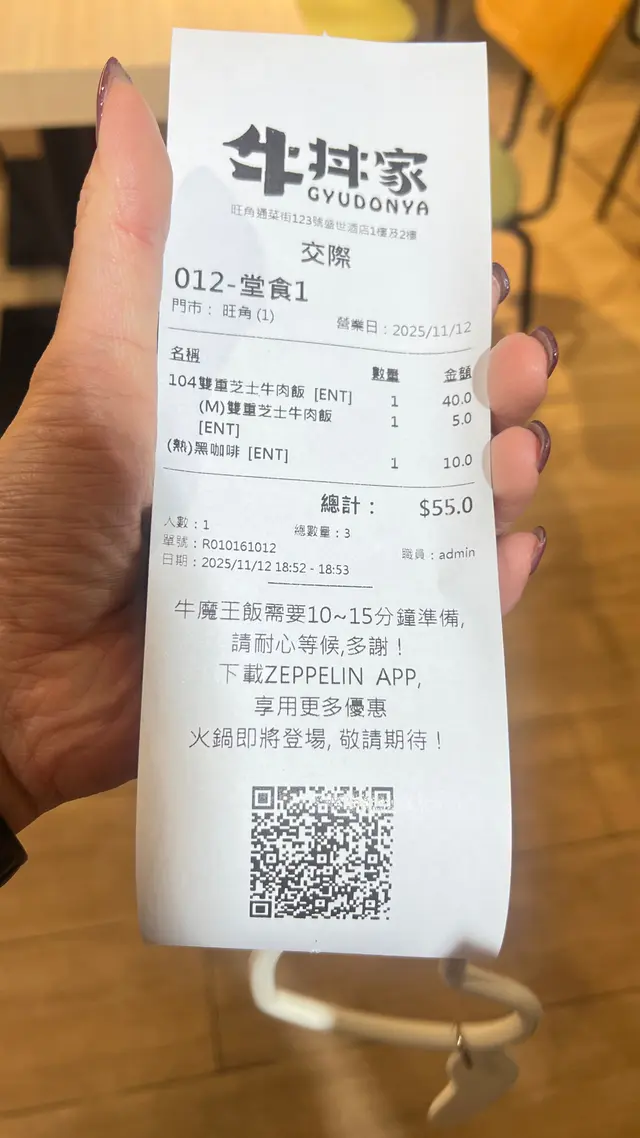 牛丼家
GYUDONYA
旺角通菜街123號盛世酒店1樓及2樓
交際
012-堂食1
門市： 旺角 (1) 營業日：2025/11/12
名稱 數量 金額
104雙重芝士牛肉飯 [ENT] 1 40.0
(M)雙重芝士牛肉飯 1 5.0
[ENT]
(熱)黑咖啡 [ENT] 1 10.0
總計： $55.0
人數：1 總數量：3
單號：R010161012 職員：admin
日期：2025/11/12 18:52 - 18:53
牛魔王飯需要10~15分鐘準備,
請耐心等候,多謝！
下載ZEPPELIN APP,
享用更多優惠
火鍋即將登場, 敬請期待！